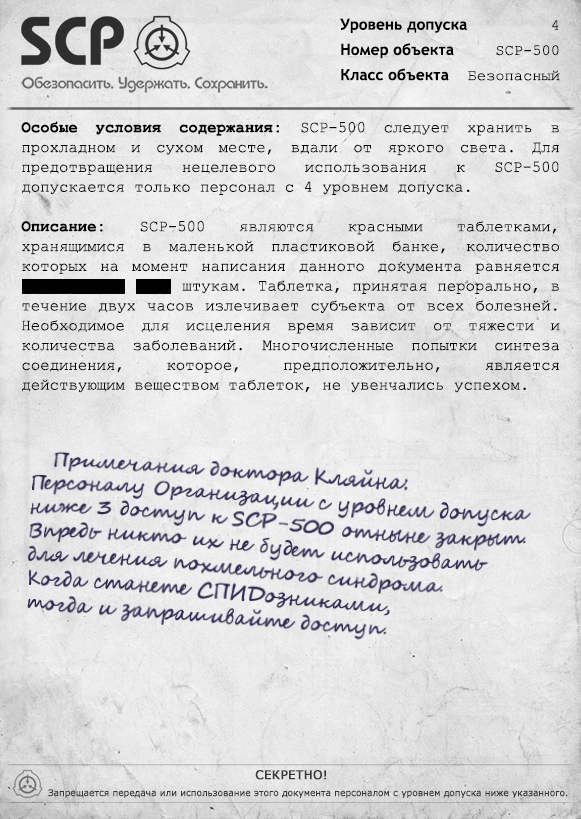 SCP
Обезопасить. Удержать. Сохранить.
Уровень допуска 4
Номер объекта SCP-500
Класс объекта Безопасный
Особые условия содержания: SCP-500 следует хранить в
прохладном и сухом месте, вдали от яркого света. Для
предотвращения нецелевого использования к SCP-500
допускается только персонал с 4 уровнем допуска.
Описание: SCP-500 являются красными таблетками,
хранящимися в маленькой пластиковой банке, количество
которых на момент написания данного документа равняется
штукам. Таблетка, принятая перорально, в
течение двух часов излечивает субъекта от всех болезней.
Необходимое для исцеления время зависит от тяжести и
количества заболеваний. Многочисленные попытки синтеза
соединения, которое, предположительно, является
действующим веществом таблеток, не увенчались успехом.
Примечания доктора Кляйна:
Персоналу Организации с уровнем допуска
ниже 3 доступ к SCP-500 отныне закрыт.
Впредь никто их не будет использовать
для лечения похмельного синдрома.
Когда станете СПИДозниками,
тогда и запрашивайте доступ.
СЕКРЕТНО!
Запрещается передача или использование этого документа персоналом с уровнем допуска ниже указанного.